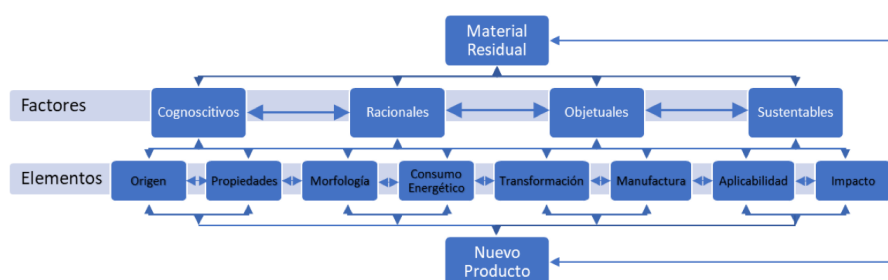 Material
Residual
Factores
Cognoscitivos
Racionales
Objetuales
Sustentables
Elementos
Origen
Propiedades
Morfología
Consumo
Energético
Transformación
Manufactura
Aplicabilidad
Impacto
Nuevo
Producto